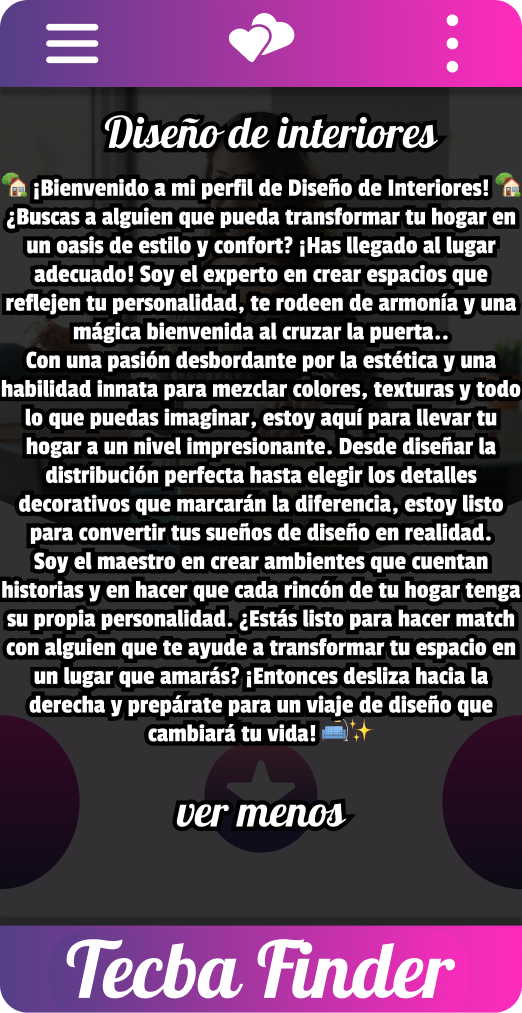 Diseño de interiores
🏡 ¡Bienvenido a mi perfil de Diseño de Interiores! 🏡
¿Buscas a alguien que pueda transformar tu hogar en
un oasis de estilo y confort? ¡Has llegado al lugar
adecuado! Soy el experto en crear espacios que
reflejen tu personalidad, te rodeen de armonía y una
mágica bienvenida al cruzar la puerta..
Con una pasión desbordante por la estética y una
habilidad innata para mezclar colores, texturas y todo
lo que puedas imaginar, estoy aquí para llevar tu
hogar a un nivel impresionante. Desde diseñar la
distribución perfecta hasta elegir los detalles
decorativos que marcarán la diferencia, estoy listo
para convertir tus sueños de diseño en realidad.
Soy el maestro en crear ambientes que cuentan
historias y en hacer que cada rincón de tu hogar tenga
su propia personalidad. ¿Estás listo para hacer match
con alguien que te ayude a transformar tu espacio en
un lugar que amarás? ¡Entonces desliza hacia la
derecha y prepárate para un viaje de diseño que
cambiará tu vida! 🛋️✨
ver menos
Tecba Finder